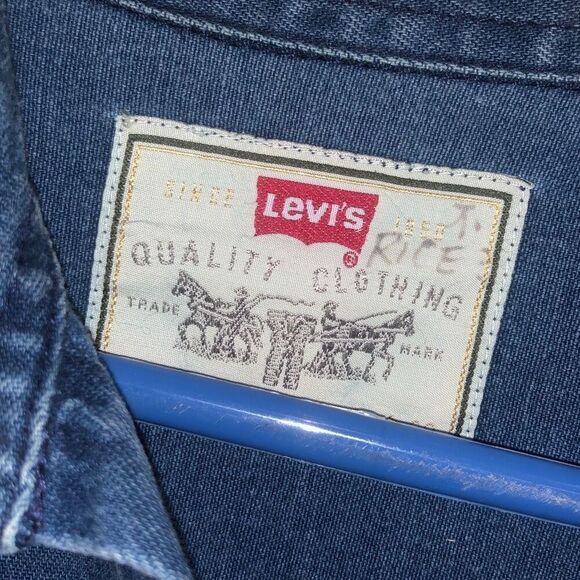 SINCE Levi's ® 1850 J.
RICE
QUALITY CLOTHING
TRADE MARK